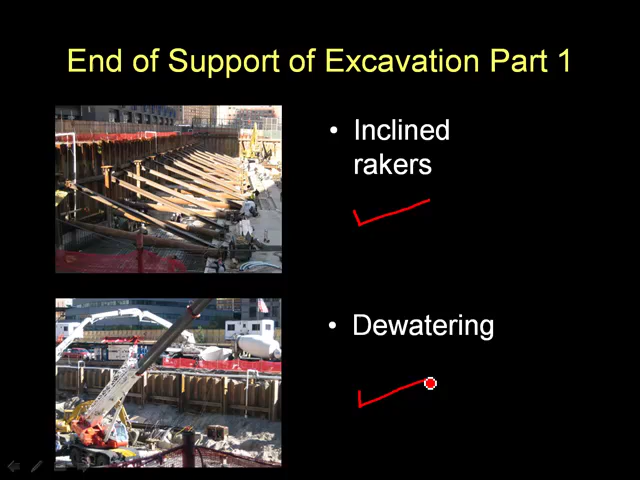 End of Support of Excavation Part 1
• Inclined
rakers
• Dewatering